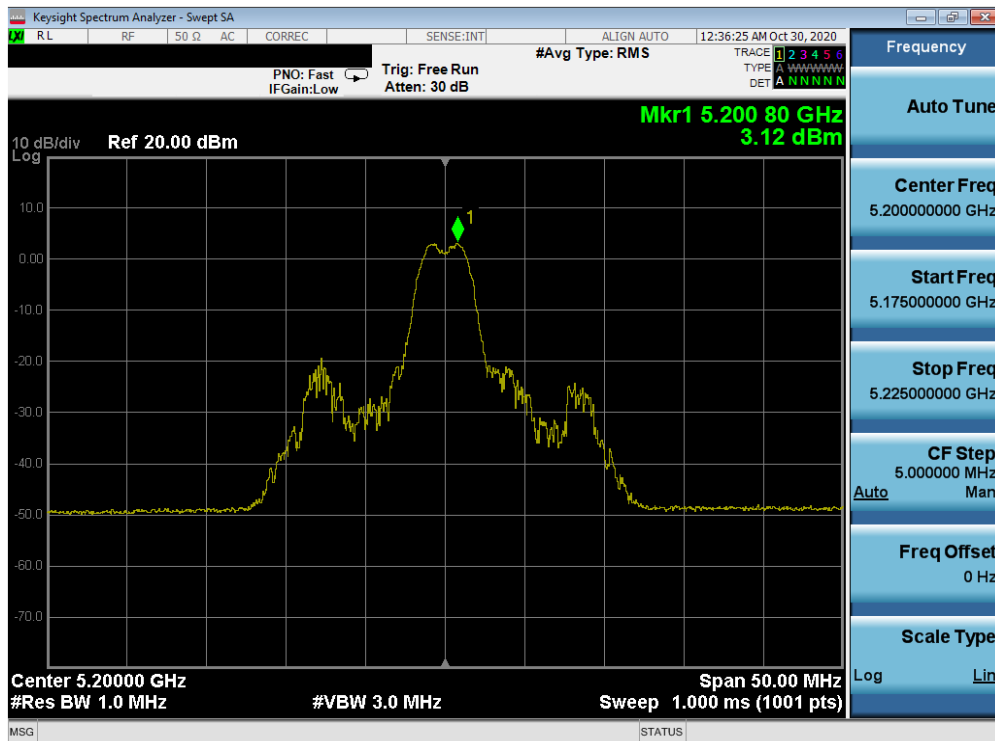 Keysight Spectrum Analyzer - Swept SA
LXI RL RF 50 Ω AC CORREC SENSE:INT ALIGN AUTO 12:36:25 AM Oct 30, 2020
#Avg Type: RMS
TRACE 1 2 3 4 5 6
TYPE A WWWWW
DET A N N N N N
PNO: Fast
IFGain:Low
Trig: Free Run
Atten: 30 dB
Mkr1 5.200 80 GHz
3.12 dBm
10 dB/div
Log
Ref 20.00 dBm
10.0
0.00
-10.0
-20.0
-30.0
-40.0
-50.0
-60.0
-70.0
1
Center 5.20000 GHz
#Res BW 1.0 MHz
#VBW 3.0 MHz
Span 50.00 MHz
Sweep 1.000 ms (1001 pts)
MSG
STATUS
Frequency
Auto Tune
Center Freq
5.200000000 GHz
Start Freq
5.175000000 GHz
Stop Freq
5.225000000 GHz
CF Step
5.000000 MHz
Auto Man
Freq Offset
0 Hz
Scale Type
Log Lin